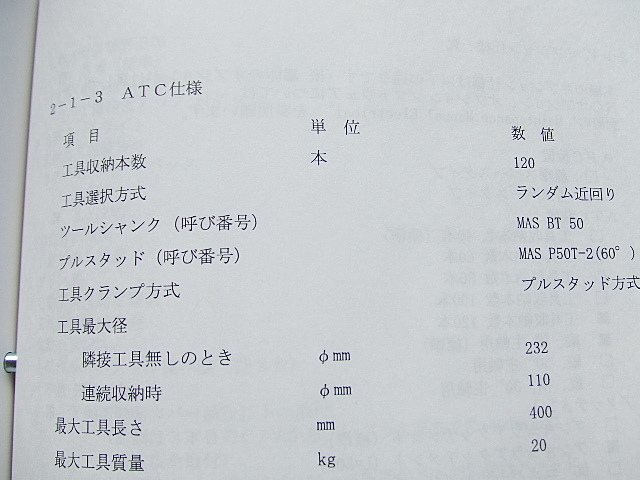 2-1-3 ATC仕様
項 目 単 位 数 値
工具収納本数 本 120
工具選択方式 ランダム近回り
ツールシャンク(呼び番号) MAS BT 50
プルスタッド(呼び番号) MAS P50T-2(60°)
工具クランプ方式 プルスタッド方式
工具最大径
隣接工具無しのとき φmm 232
連続収納時 φmm 110
最大工具長さ mm 400
最大工具質量 kg 20